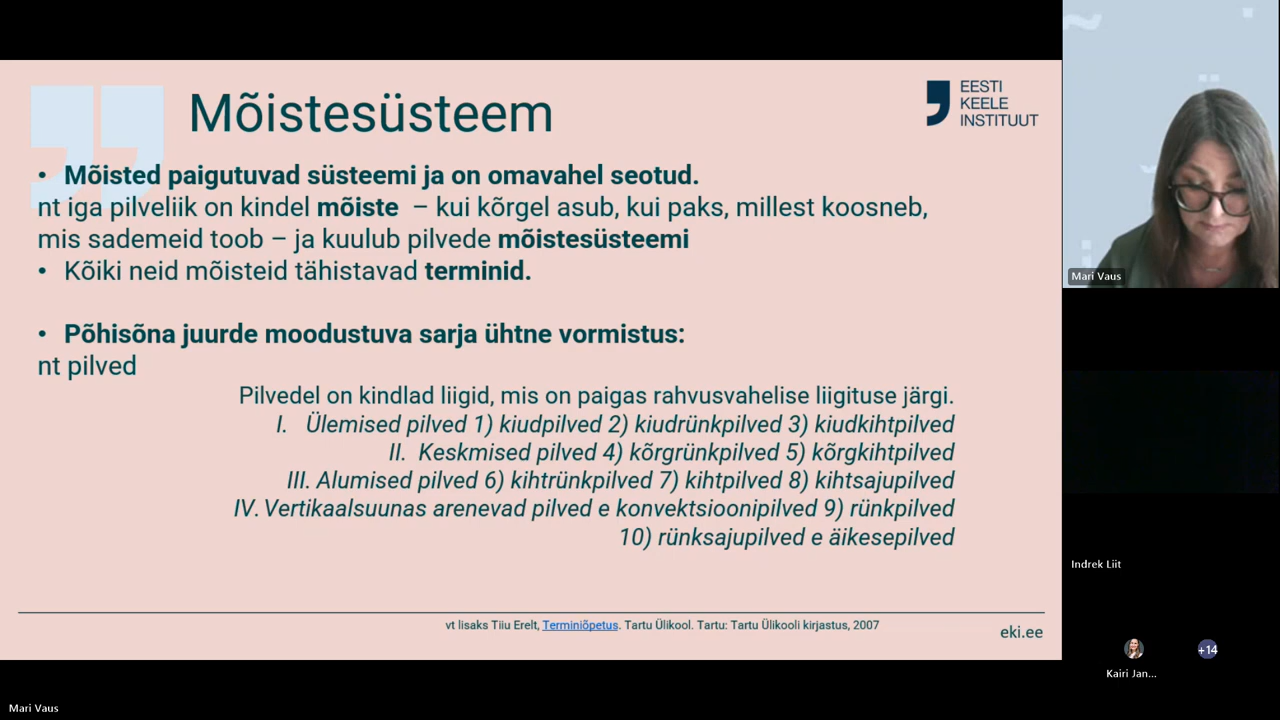 Mõistesüsteem
EESTI
KEELE
INSTITUUT
• Mõisted paigutuvad süsteemi ja on omavahel seotud.
nt iga pilveliik on kindel mõiste – kui kõrgel asub, kui paks, millest koosneb,
mis sademeid toob – ja kuulub pilvede mõistesüsteemi
• Kõiki neid mõisteid tähistavad terminid.
• Põhisõna juurde moodustuva sarja ühtne vormistus:
nt pilved
Pilvedel on kindlad liigid, mis on paigas rahvusvahelise liigituse järgi.
I. Ülemised pilved 1) kiudpilved 2) kiudrünkpilved 3) kiudkihtpilved
II. Keskmised pilved 4) kõrgrünkpilved 5) kõrgkihtpilved
III. Alumised pilved 6) kihtrünkpilved 7) kihtpilved 8) kihtsajupilved
IV. Vertikaalsuunas arenevad pilved e konvektsioonipilved 9) rünkpilved
10) rünksajupilved e äikesepilved
vt lisaks Tiiu Erelt, Terminiõpetus. Tartu Ülikool. Tartu: Tartu Ülikooli kirjastus, 2007
eki.ee
Mari Vaus
Indrek Liit
+14
Kairi Jan...
Mari Vaus